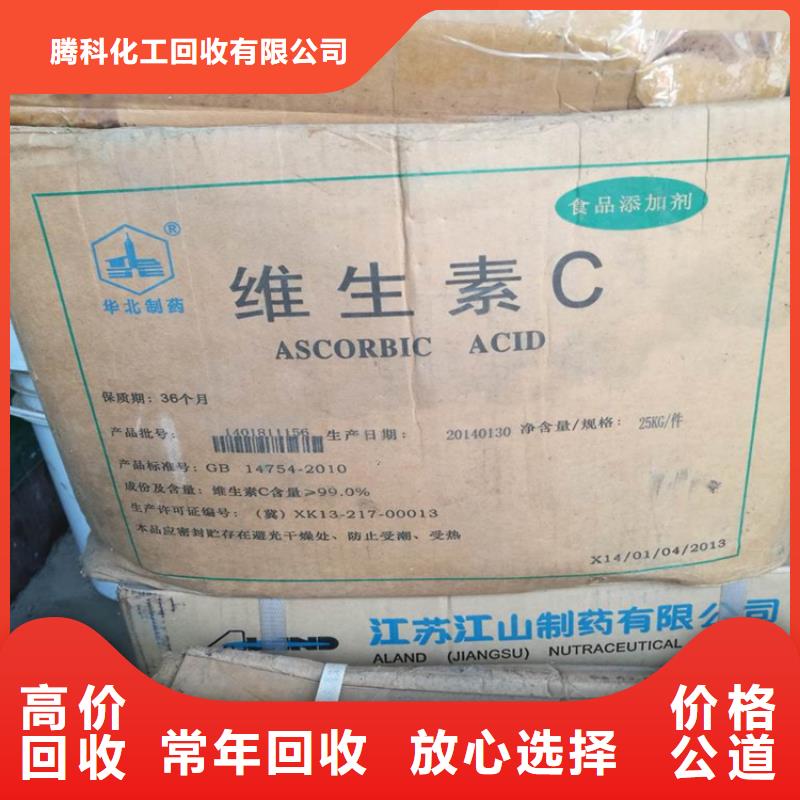 腾科化工回收有限公司
食品添加剂
®
华北制药
维生素C
ASCORBIC ACID
保质期：36个月
产品批号： 1401811156 生产日期： 20140130 净含量/规格： 25KG/件
产品标准号：GB 14754-2010
成份及含量：维生素C含量≥99.0%
生产许可证编号：（冀）XK13-217-00013
本品应密封贮存在避光干燥处、防止受潮、受热
X14/01/04/2013
江苏江山制药有限公司
ALAND (JIANGSU) NUTRACEUTICAL
高价回收
常年回收 放心选择
价格公道